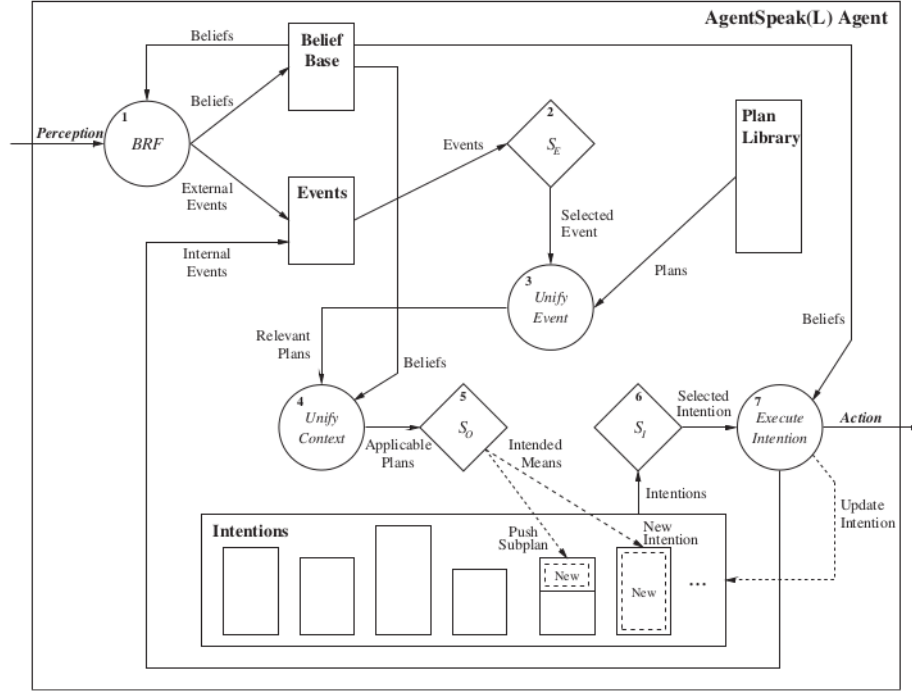 AgentSpeak(L) Agent
Beliefs
Belief
Base
Beliefs
1
Perception
BRF
2
S_E
Plan
Library
Events
External
Events
Events
Selected
Event
Internal
Events
Plans
3
Unify
Event
Relevant
Plans
Beliefs
Beliefs
4
Unify
Context
5
S_O
Applicable
Plans
Intended
Means
6
S_I
Selected
Intention
7
Execute
Intention
Action
Intentions
Update
Intention
Intentions
Push
Subplan
New
Intention
New
New
...